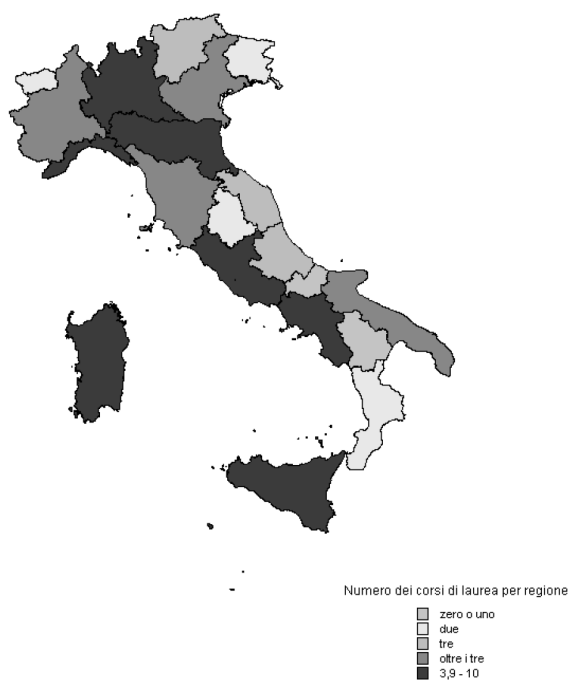 Numero dei corsi di laurea per regione
zero o uno
due
tre
oltre i tre
3,9 - 10